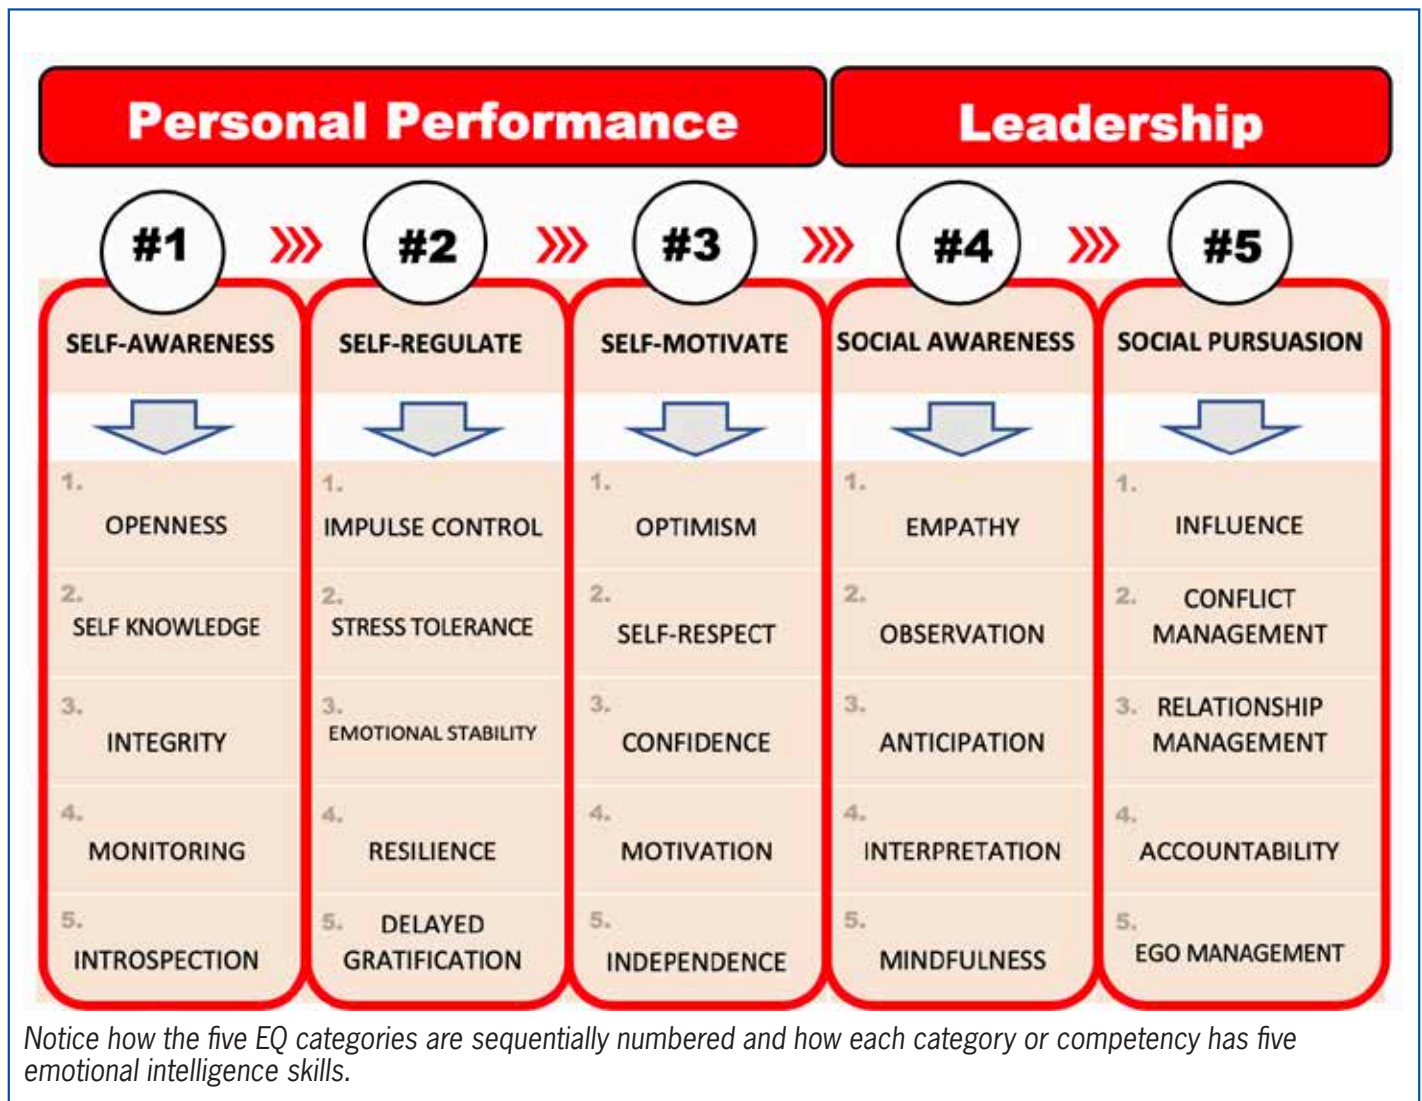 Personal Performance
Leadership
#1
#2
#3
#4
#5
SELF-AWARENESS
SELF-REGULATE
SELF-MOTIVATE
SOCIAL AWARENESS
SOCIAL PURSUASION
1.
OPENNESS
2.
SELF KNOWLEDGE
3.
INTEGRITY
4.
MONITORING
5.
INTROSPECTION
1.
IMPULSE CONTROL
2.
STRESS TOLERANCE
3.
EMOTIONAL STABILITY
4.
RESILIENCE
5.
DELAYED
GRATIFICATION
1.
OPTIMISM
2.
SELF-RESPECT
3.
CONFIDENCE
4.
MOTIVATION
5.
INDEPENDENCE
1.
EMPATHY
2.
OBSERVATION
3.
ANTICIPATION
4.
INTERPRETATION
5.
MINDFULNESS
1.
INFLUENCE
2.
CONFLICT
MANAGEMENT
3.
RELATIONSHIP
MANAGEMENT
4.
ACCOUNTABILITY
5.
EGO MANAGEMENT
Notice how the five EQ categories are sequentially numbered and how each category or competency has five
emotional intelligence skills.